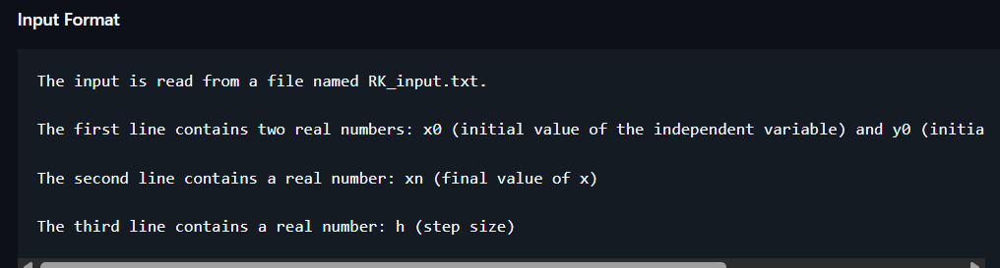 Input Format
The input is read from a file named RK_input.txt.
The first line contains two real numbers: x0 (initial value of the independent variable) and y0 (initia
The second line contains a real number: xn (final value of x)
The third line contains a real number: h (step size)